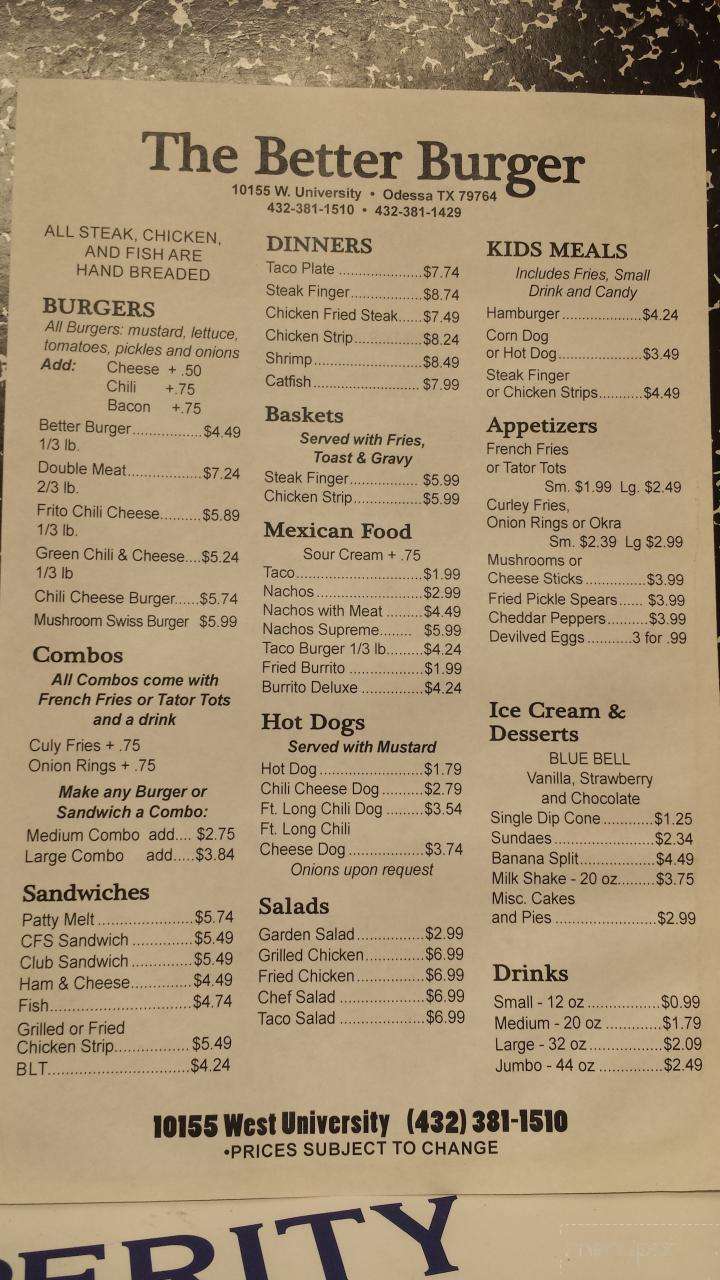 The Better Burger
10155 W. University • Odessa TX 79764
432-381-1510 • 432-381-1429
ALL STEAK, CHICKEN,
AND FISH ARE
HAND BREADED
BURGERS
All Burgers: mustard, lettuce,
tomatoes, pickles and onions
Add: Cheese + .50
Chili +.75
Bacon +.75
Better Burger................$4.49
1/3 lb.
Double Meat.................$7.24
2/3 lb.
Frito Chili Cheese.........$5.89
1/3 lb.
Green Chili & Cheese....$5.24
1/3 lb
Chili Cheese Burger......$5.74
Mushroom Swiss Burger $5.99
Combos
All Combos come with
French Fries or Tator Tots
and a drink
Culy Fries + .75
Onion Rings + .75
Make any Burger or
Sandwich a Combo:
Medium Combo add.... $2.75
Large Combo add.....$3.84
Sandwiches
Patty Melt ......................$5.74
CFS Sandwich ..............$5.49
Club Sandwich ..............$5.49
Ham & Cheese..............$4.49
Fish................................$4.74
Grilled or Fried
Chicken Strip.................$5.49
BLT................................$4.24
DINNERS
Taco Plate ...................$7.74
Steak Finger................$8.74
Chicken Fried Steak......$7.49
Chicken Strip................$8.24
Shrimp.........................$8.49
Catfish.........................$7.99
Baskets
Served with Fries,
Toast & Gravy
Steak Finger................ $5.99
Chicken Strip...............$5.99
Mexican Food
Sour Cream + .75
Taco.............................$1.99
Nachos ........................$2.99
Nachos with Meat ........$4.49
Nachos Supreme....... $5.99
Taco Burger 1/3 lb........$4.24
Fried Burrito .................$1.99
Burrito Deluxe ..............$4.24
Hot Dogs
Served with Mustard
Hot Dog ........................$1.79
Chili Cheese Dog ..........$2.79
Ft. Long Chili Dog .........$3.54
Ft. Long Chili
Cheese Dog .................$3.74
Onions upon request
Salads
Garden Salad................$2.99
Grilled Chicken..............$6.99
Fried Chicken................$6.99
Chef Salad ...................$6.99
Taco Salad ...................$6.99
KIDS MEALS
Includes Fries, Small
Drink and Candy
Hamburger ...................$4.24
Corn Dog
or Hot Dog....................$3.49
Steak Finger
or Chicken Strips..........$4.49
Appetizers
French Fries
or Tator Tots
Sm. $1.99 Lg. $2.49
Curley Fries,
Onion Rings or Okra
Sm. $2.39 Lg $2.99
Mushrooms or
Cheese Sticks ..............$3.99
Fried Pickle Spears...... $3.99
Cheddar Peppers..........$3.99
Devilved Eggs ...........3 for .99
Ice Cream &
Desserts
BLUE BELL
Vanilla, Strawberry
and Chocolate
Single Dip Cone ............$1.25
Sundaes ........................$2.34
Banana Split..................$4.49
Milk Shake - 20 oz.........$3.75
Misc. Cakes
and Pies ........................$2.99
Drinks
Small - 12 oz .................$0.99
Medium - 20 oz .............$1.79
Large - 32 oz.................$2.09
Jumbo - 44 oz ...............$2.49
10155 West University (432) 381-1510
•PRICES SUBJECT TO CHANGE
ERITY